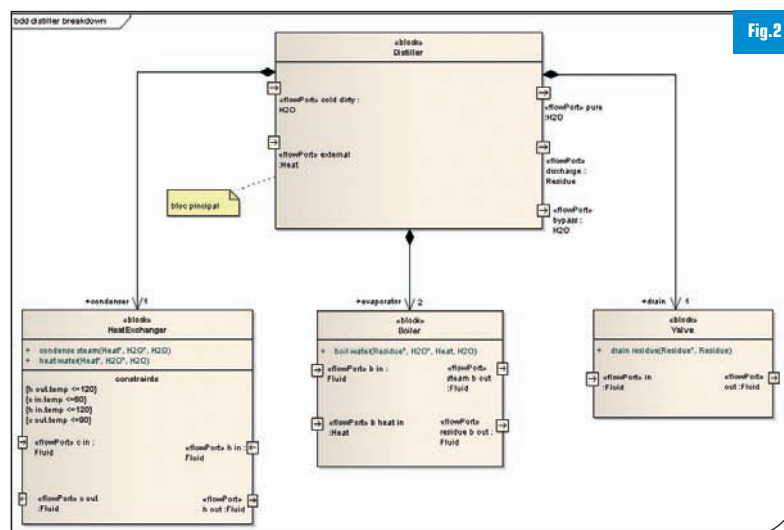 bdd distiller breakdown
Fig.2
«block»
Distiller
«flowPort» cold dirty :
H2O
«flowPort» external
:Heat
«flowPort» pure
:H2O
«flowPort»
discharge :
Residue
«flowPort»
bypass :
H2O
bloc pincipal
+condenser 1
+evaporator 2
+drain 1
«block»
HeatExchanger
+ condense steam(Heat*, H2O*, H2O)
+ heat water(Heat*, H2O*, H2O)
constraints
{h out.temp <=120}
{c in.temp <=60}
{h in.temp <=120}
{c out.temp <=90}
«flowPort» c in :
Fluid
«flowPort» h in :
Fluid
«flowPort» c out
:Fluid
«flowPort»
h out :Fluid
«block»
Boiler
+ boil water(Residue*, H2O*, Heat, H2O)
«flowPort» b in :
Fluid
«flowPort»
steam b out
:Fluid
«flowPort» b heat in
:Heat
«flowPort»
residue b out :
Fluid
«block»
Valve
+ drain residue(Residue*, Residue)
«flowPort» in
:Fluid
«flowPort»
out :Fluid